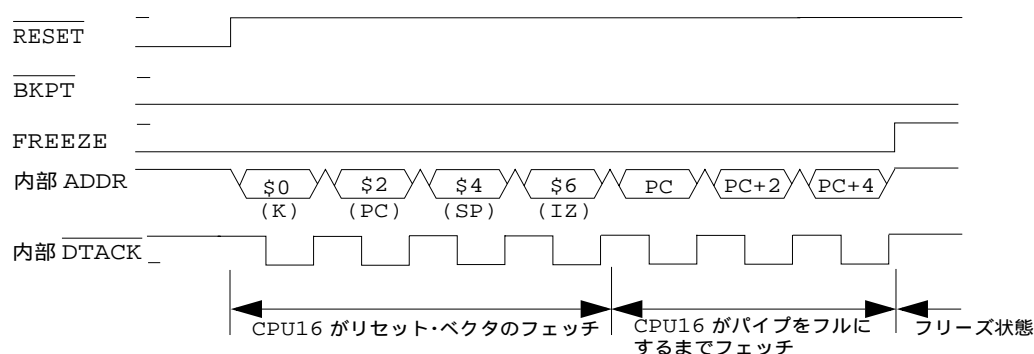 RESET
BKPT
FREEZE
内部 ADDR
$0 $2 $4 $6 PC PC+2 PC+4
(K) (PC) (SP) (IZ)
内部 DTACK
CPU16 がリセット・ベクタのフェッチ
CPU16 がパイプをフルに
するまでフェッチ
フリーズ状態